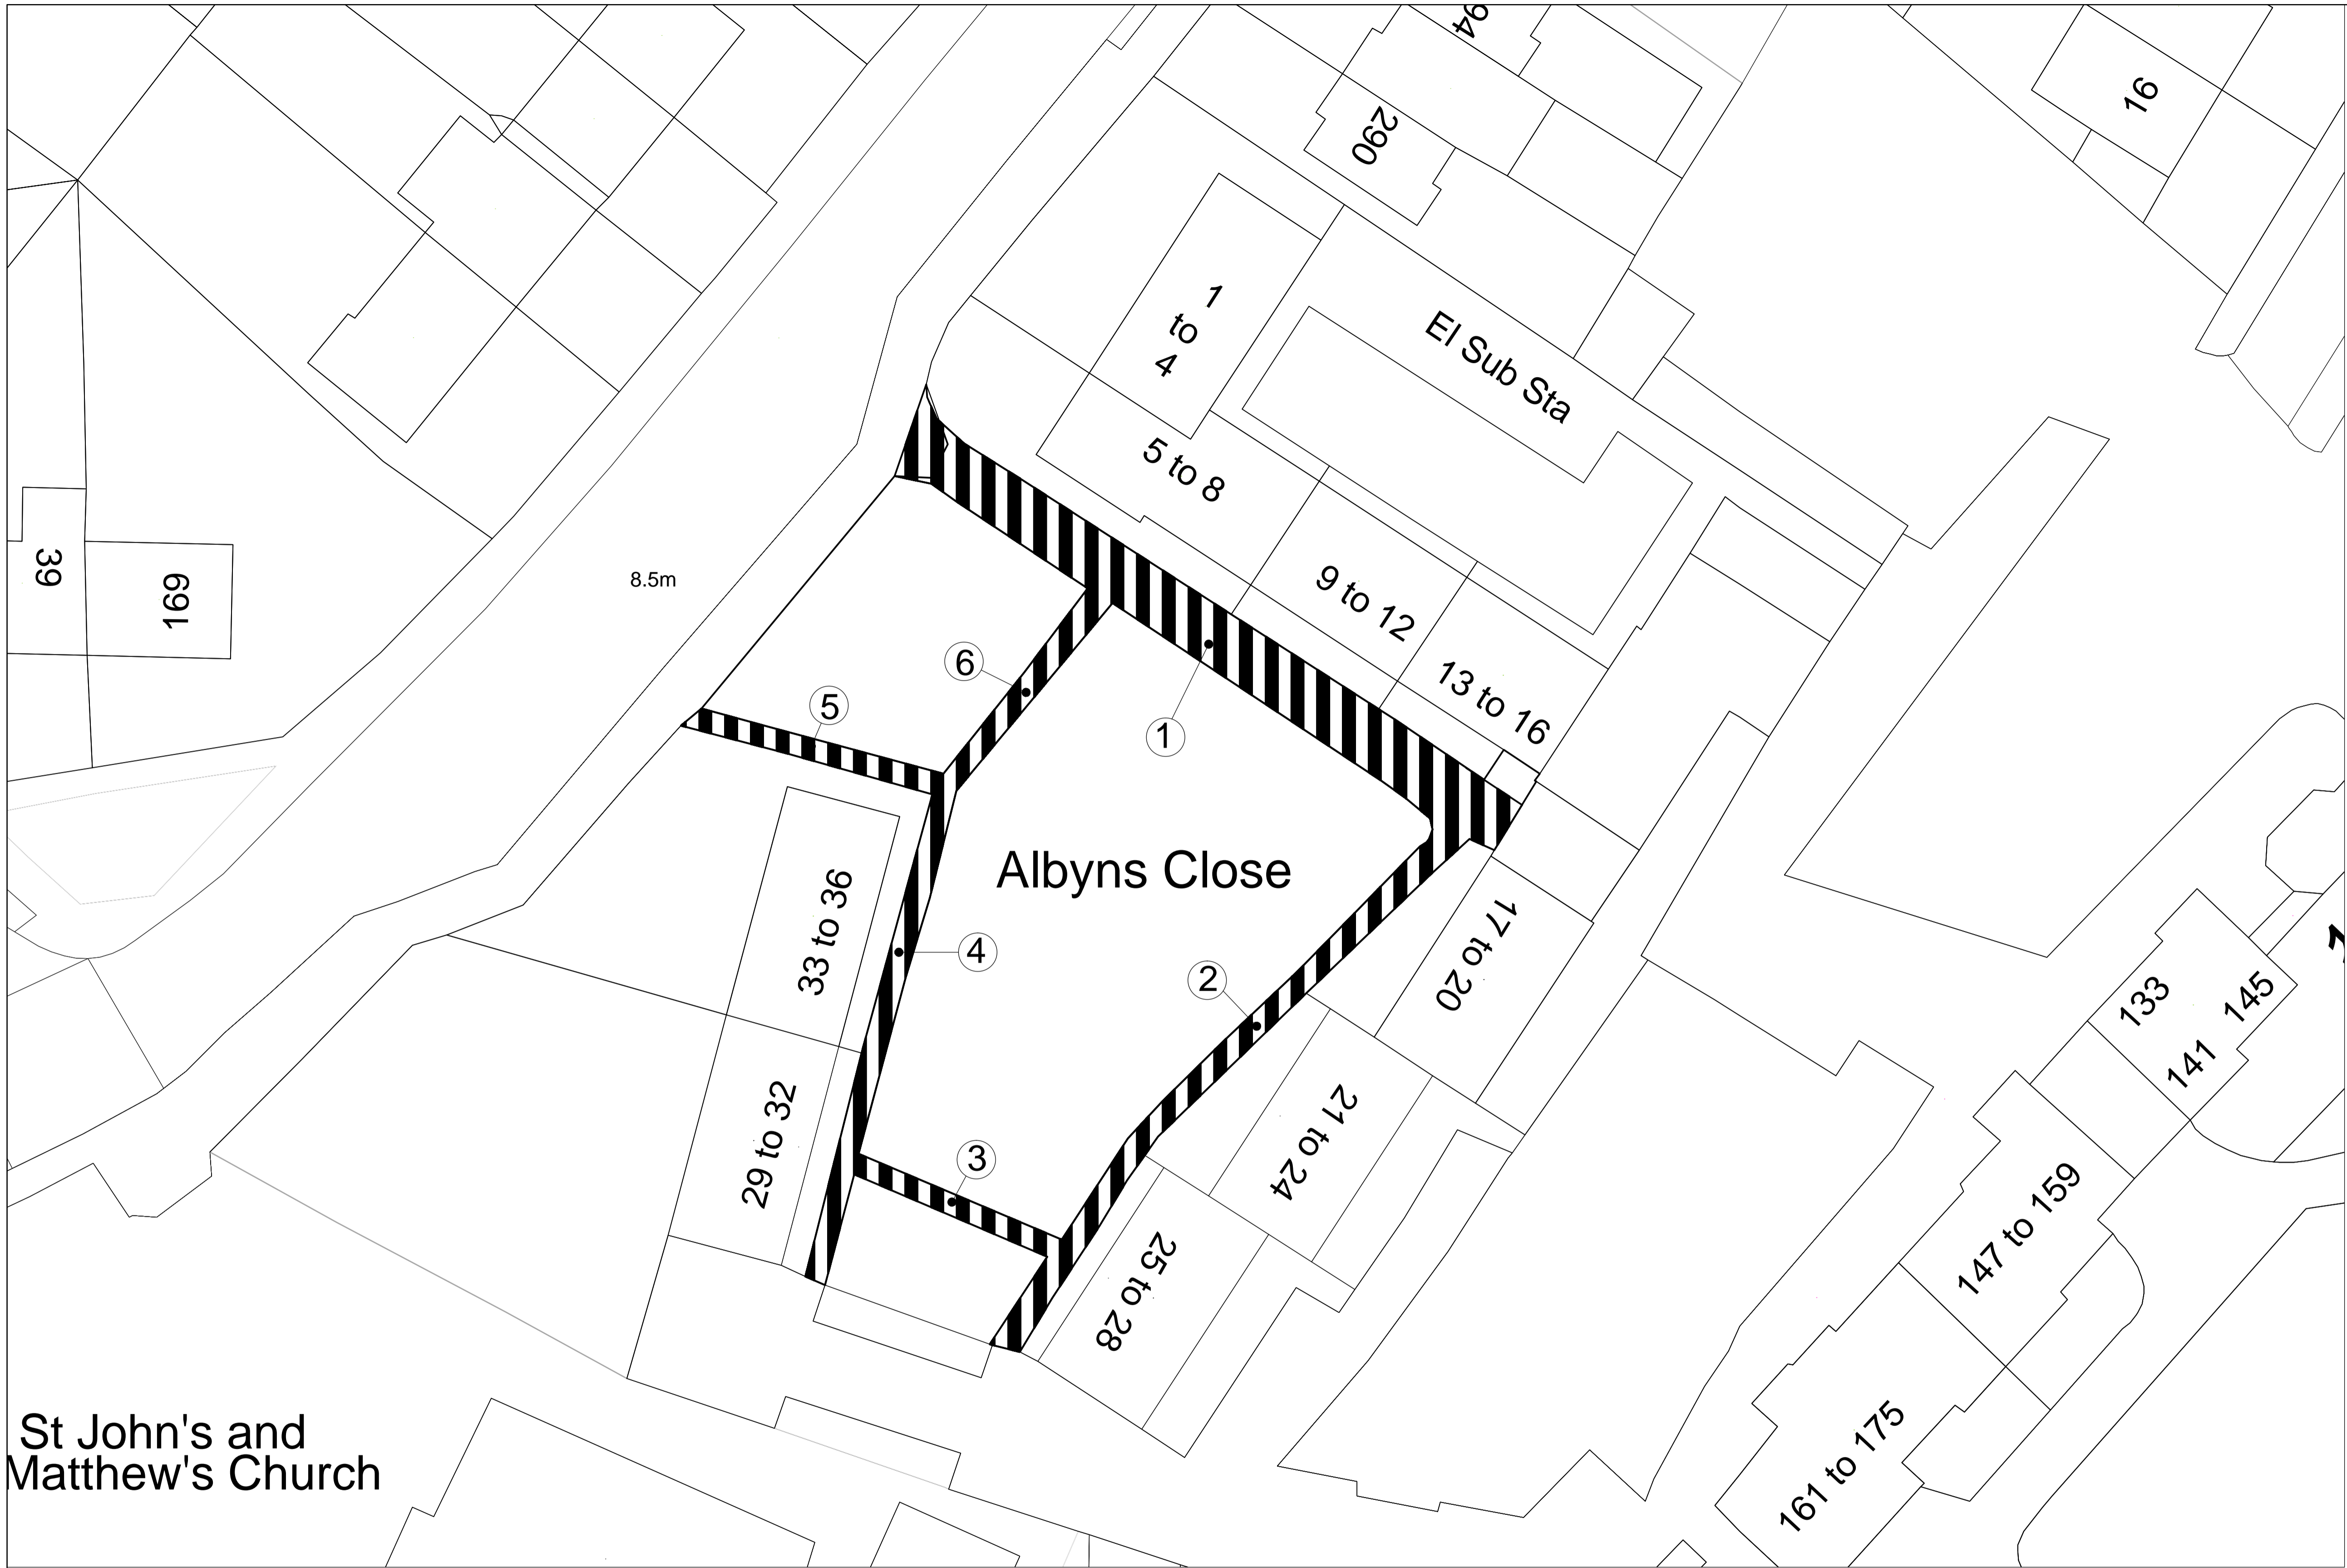 94
290
16
1
to
4
El Sub Sta
5 to 8
39
169
8.5m
9 to 12
13 to 16
6
5
1
Albyns Close
33 to 36
4
17 to 20
2
133
145
141
29 to 32
21 to 24
3
147 to 159
25 to 28
St John's and
Matthew's Church
161 to 175